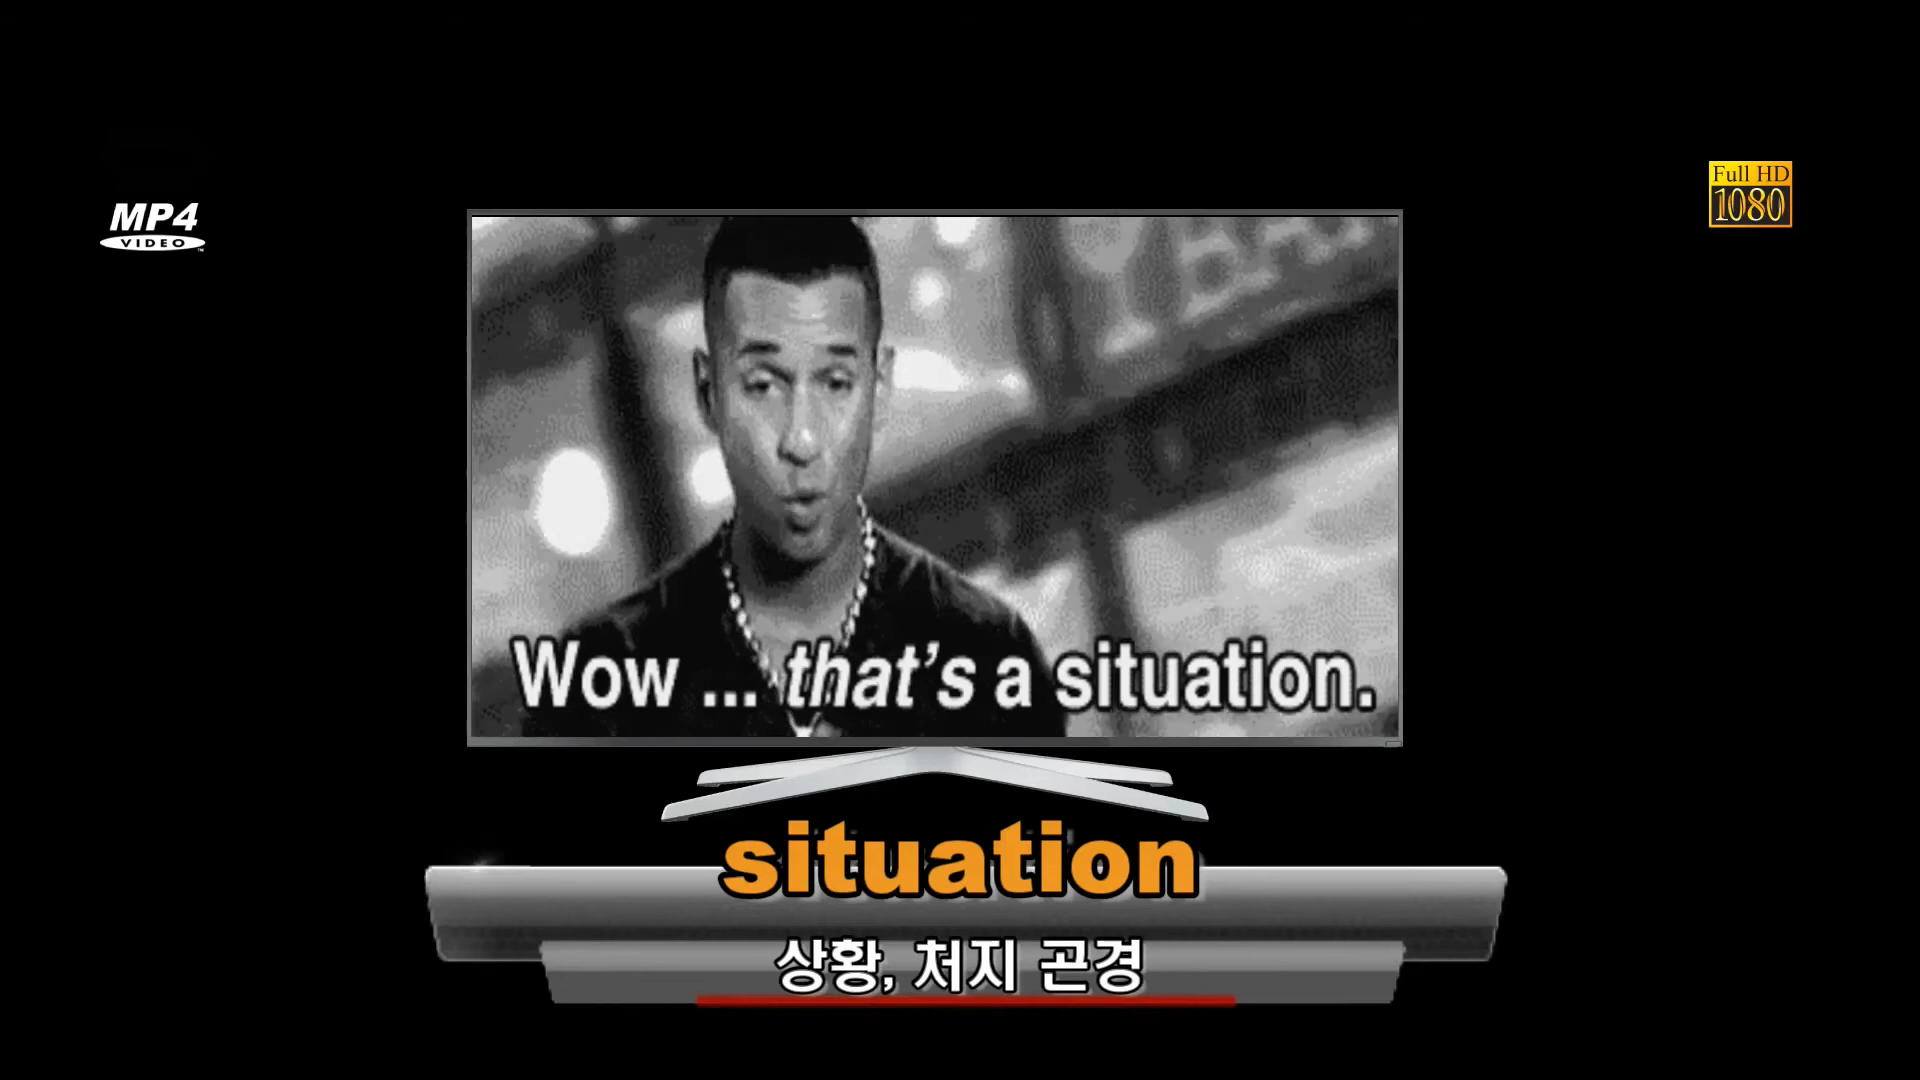 MP4
VIDEO
Full HD
1080
Wow ... that's a situation.
situation
상황, 처지 곤경